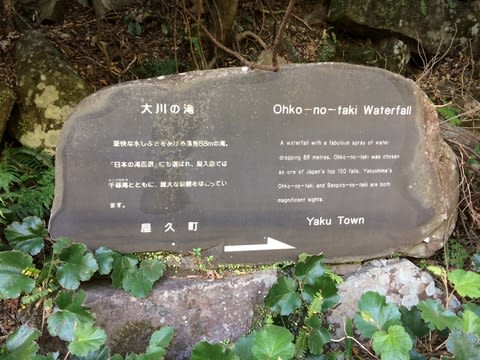 大川の滝
豪快な水しぶきをあげる落差88mの滝。
「日本の滝百選」にも選ばれ、屋久島では
千尋滝とともに、雄大な景観をほこってい
ます。
屋久町
Ohko-no-taki Waterfall
A waterfall with a fabulous spray of water
dropping 88 metres, Ohko-no-taki was chosen
as one of Japan's top 100 falls. Yakushima's
Ohko-no-taki and Senpiro-no-taki are both
magnificent sights.
Yaku Town